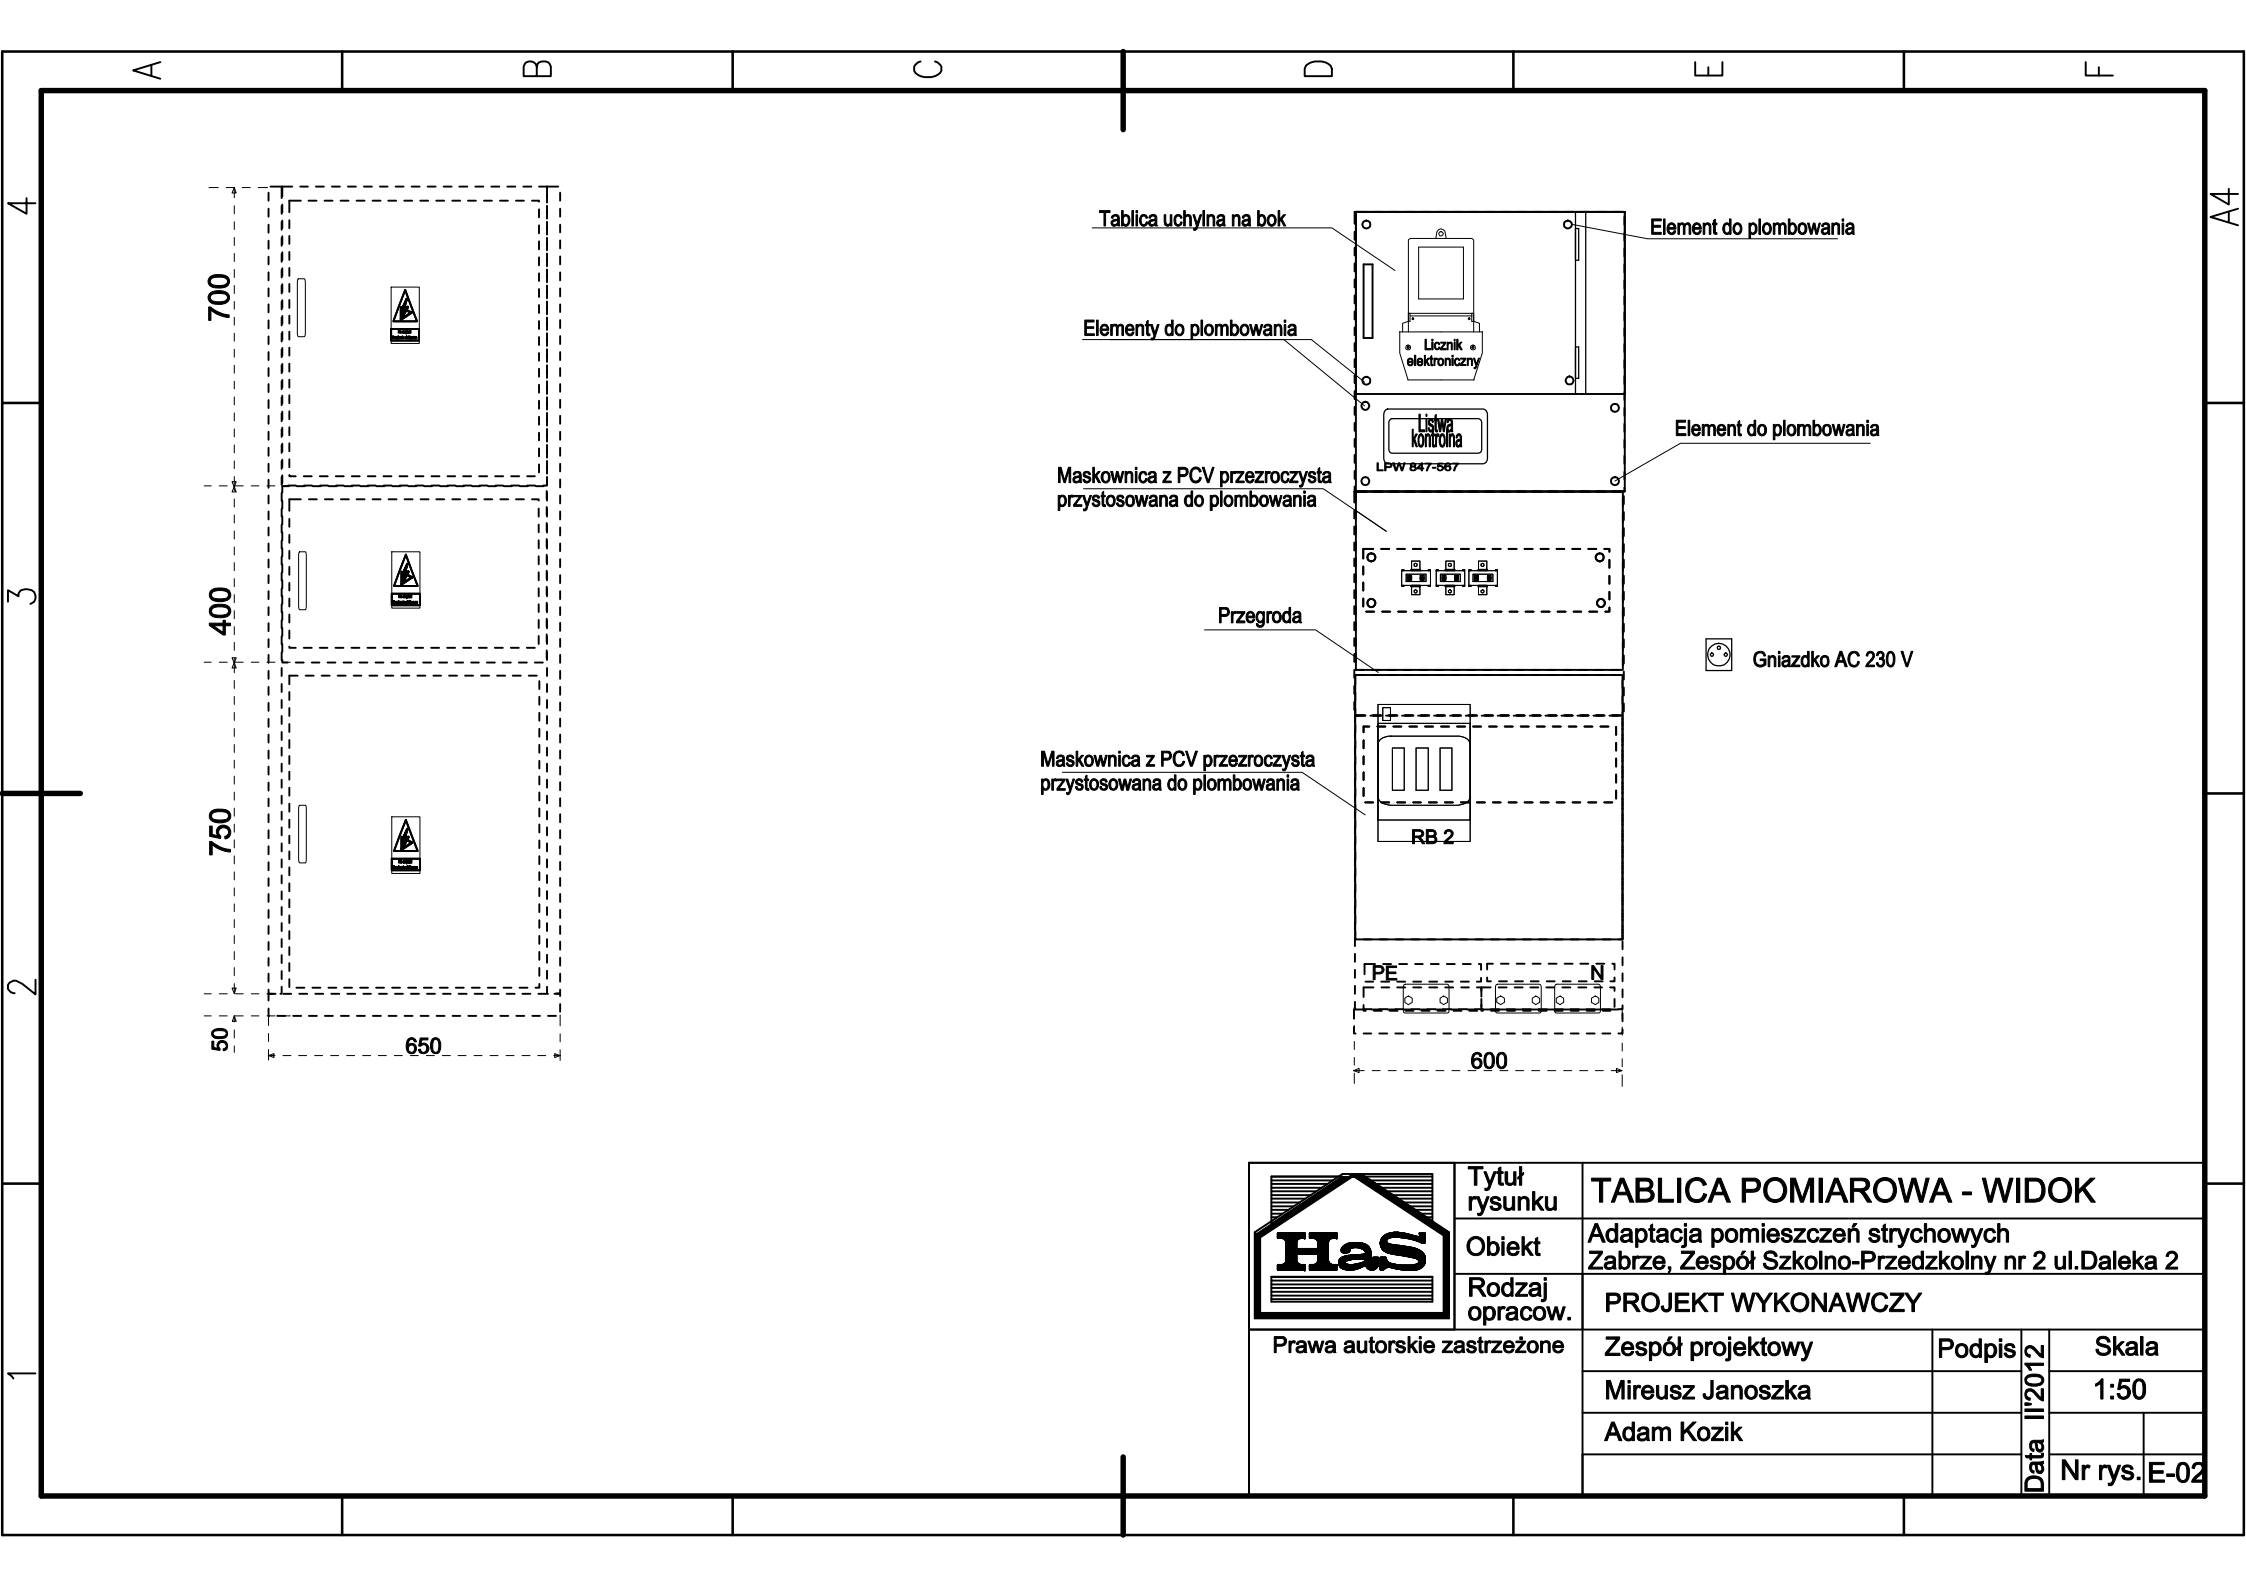 A
B
C
D
E
F
4
3
2
1
A4
700
400
750
50
650
Tablica uchylna na bok
Element do plombowania
Elementy do plombowania
Licznik
elektroniczny
Listwa
kontrolna
LPW 847-567
Element do plombowania
Maskownica z PCV przezroczysta
przystosowana do plombowania
Przegroda
Gniazdko AC 230 V
Maskownica z PCV przezroczysta
przystosowana do plombowania
RB 2
PE
N
600
HaS
Tytuł
rysunku
TABLICA POMIAROWA - WIDOK
Obiekt
Adaptacja pomieszczeń strychowych
Zabrze, Zespół Szkolno-Przedzkolny nr 2 ul.Daleka 2
Rodzaj
opracow.
PROJEKT WYKONAWCZY
Prawa autorskie zastrzeżone
Zespół projektowy
Podpis
Data II'2012
Skala
Mireusz Janoszka
1:50
Adam Kozik
Nr rys.
E-02